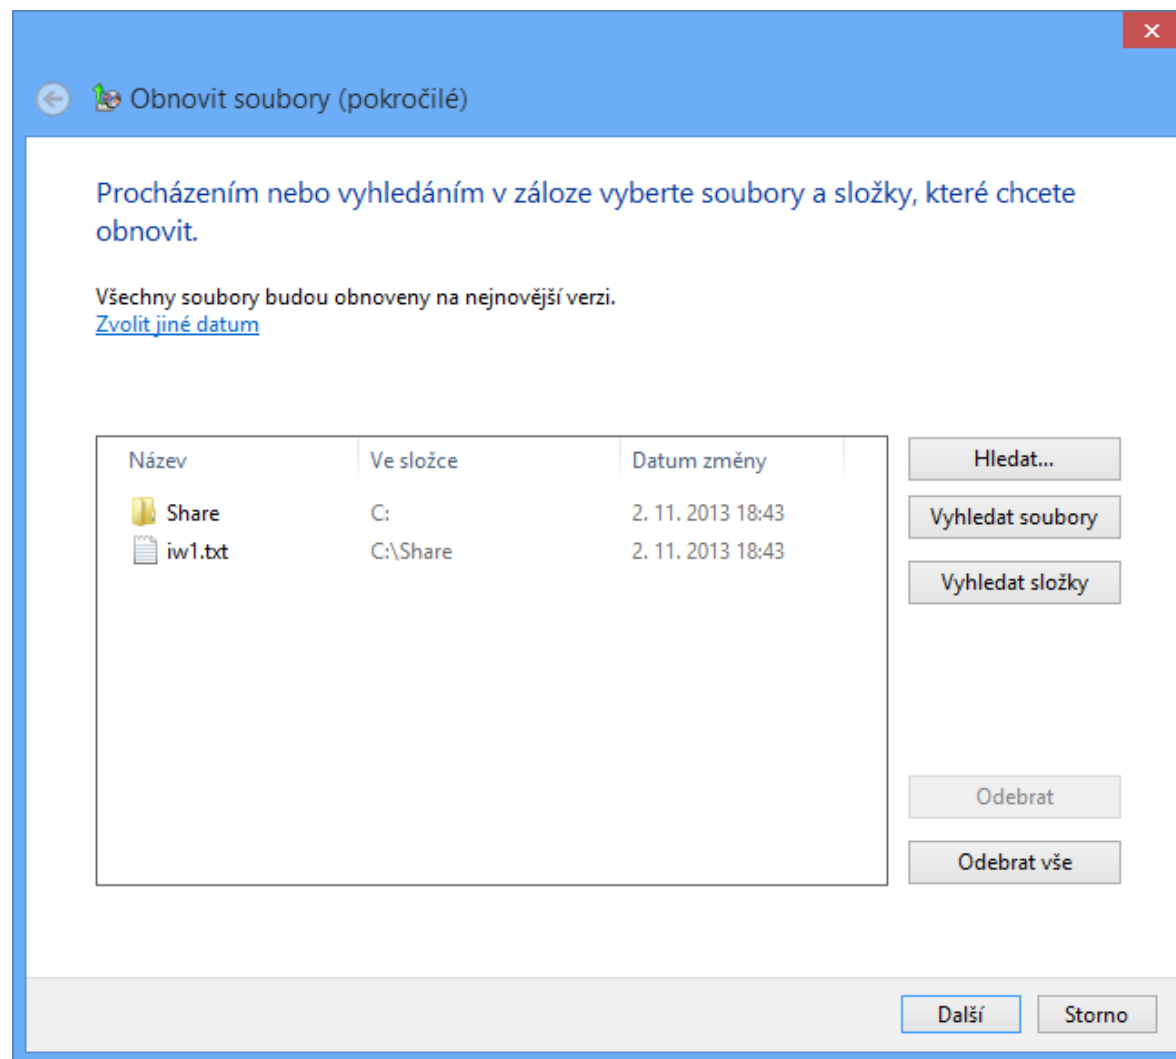 Obnovit soubory (pokročilé)
Procházením nebo vyhledáním v záloze vyberte soubory a složky, které chcete
obnovit.
Všechny soubory budou obnoveny na nejnovější verzi.
Zvolit jiné datum
Název Ve složce Datum změny
Share C: 2. 11. 2013 18:43
iw1.txt C:\Share 2. 11. 2013 18:43
Hledat...
Vyhledat soubory
Vyhledat složky
Odebrat
Odebrat vše
Další Storno